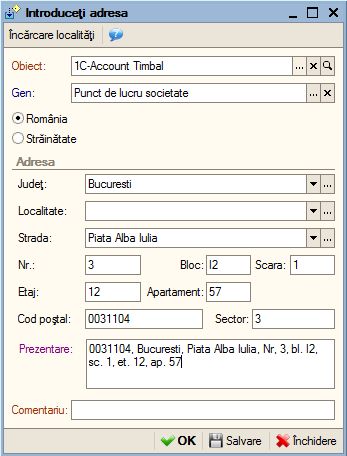 Introduceţi adresa
Încărcare localităţi
Obiect: 1C-Account Timbal ... x
Gen: Punct de lucru societate ... x
România
Străinătate
Adresa
Judeţ: Bucuresti ...
Localitate: ...
Strada: Piata Alba Iulia ...
Nr.: 3 Bloc: I2 Scara: 1
Etaj: 12 Apartament: 57
Cod poştal: 0031104 Sector: 3
Prezentare: 0031104, Bucuresti, Piata Alba Iulia, Nr, 3, bl. I2,
sc. 1, et. 12, ap. 57
Comentariu:
OK Salvare Închidere